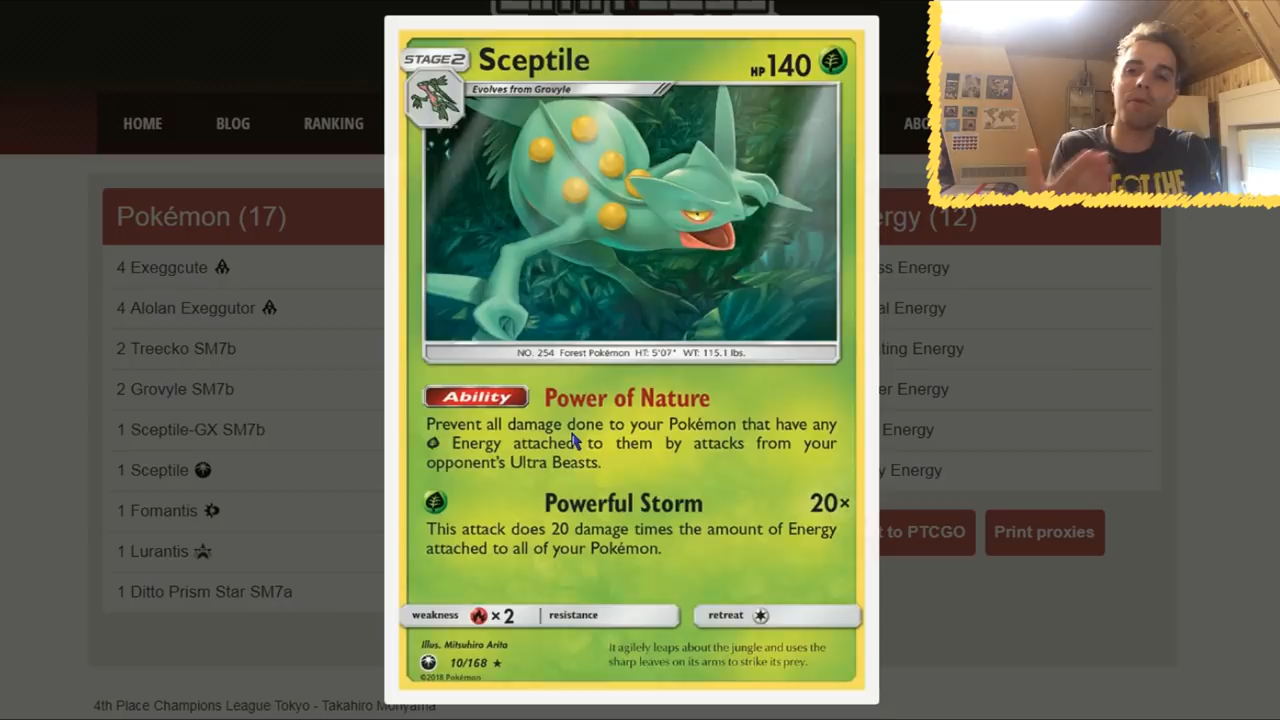 HOME
BLOG
RANKING
Pokémon (17)
4 Exeggcute
4 Alolan Exeggutor
2 Treecko SM7b
2 Grovyle SM7b
1 Sceptile-GX SM7b
1 Sceptile
1 Fomantis
1 Lurantis
1 Ditto Prism Star SM7a
4th Place Champions League Tokyo - Takahiro
STAGE2 Sceptile HP 140
Evolves from Grovyle
NO. 254 Forest Pokémon HT: 5'07" WT: 115.1 lbs.
Ability Power of Nature
Prevent all damage done to your Pokémon that have any
Energy attached to them by attacks from your
opponent's Ultra Beasts.
Powerful Storm 20×
This attack does 20 damage times the amount of Energy
attached to all of your Pokémon.
weakness ×2 resistance retreat
Illus. Mitsuhiro Arita
10/168
©2018 Pokémon
It agilely leaps about the jungle and uses the
sharp leaves on its arms to strike its prey.
ABO
GOT THE
ergy (12)
ss Energy
al Energy
ting Energy
er Energy
Energy
y Energy
t to PTCGO
Print proxies